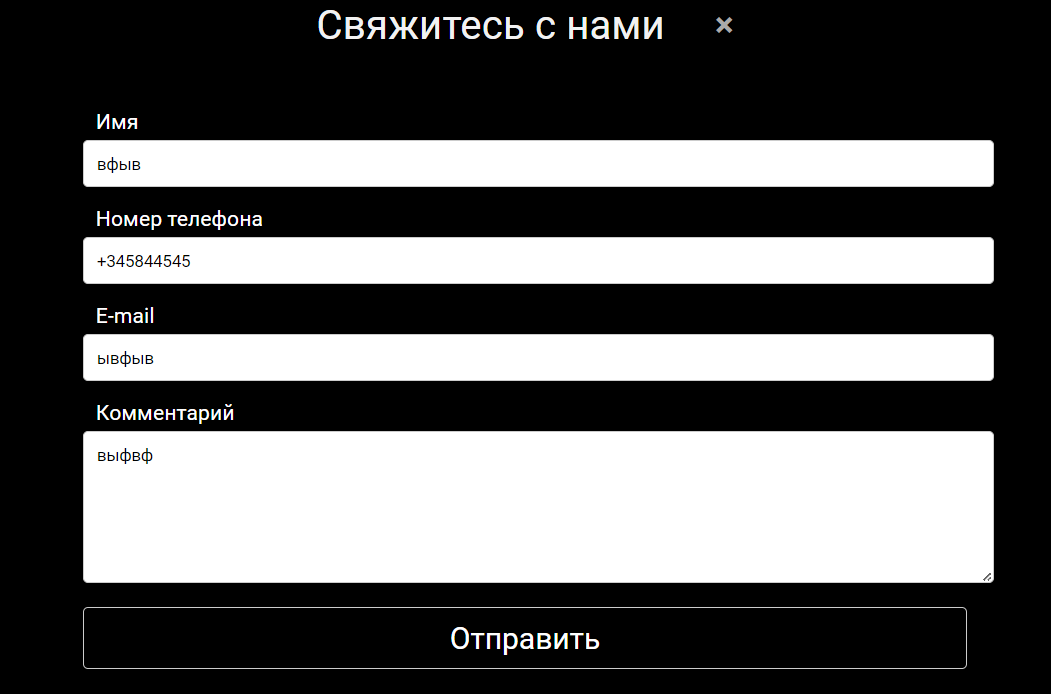 Свяжитесь с нами ×
Имя
вфыв
Номер телефона
+345844545
E-mail
ывфыв
Комментарий
выфвф
Отправить